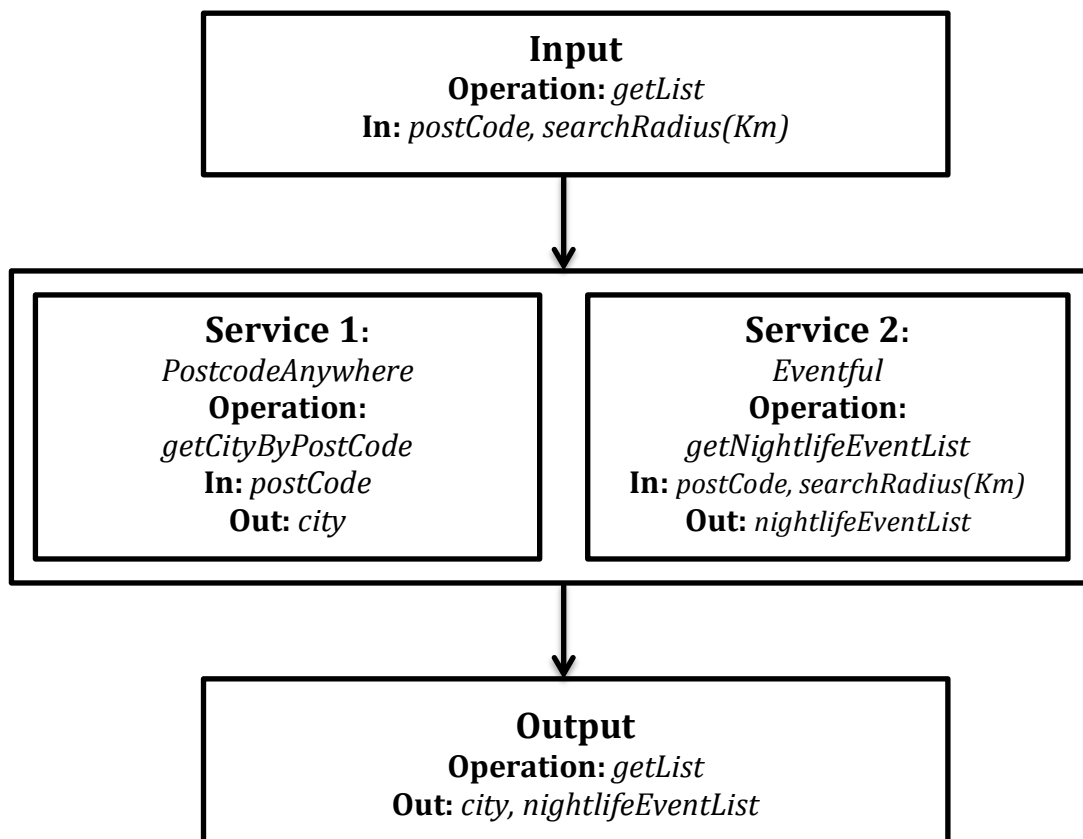 Input
Operation: getList
In: postCode, searchRadius(Km)
Service 1:
PostcodeAnywhere
Operation:
getCityByPostCode
In: postCode
Out: city
Service 2:
Eventful
Operation:
getNightlifeEventList
In: postCode, searchRadius(Km)
Out: nightlifeEventList
Output
Operation: getList
Out: city, nightlifeEventList